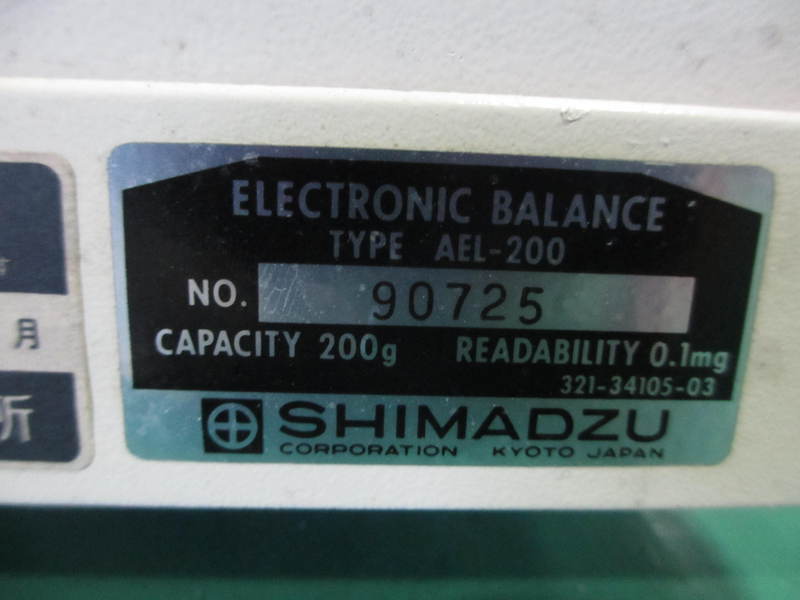 ELECTRONIC BALANCE
TYPE AEL-200
NO. 90725
CAPACITY 200g READABILITY 0.1mg
321-34105-03
SHIMADZU
CORPORATION KYOTO JAPAN
月
所